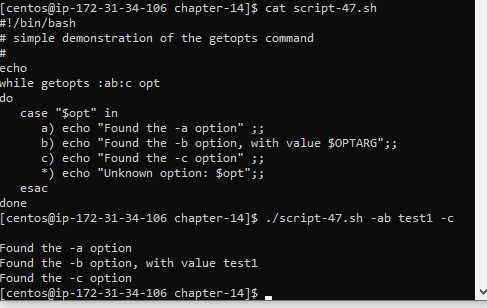 [centos@ip-172-31-34-106 chapter-14]$ cat script-47.sh
#!/bin/bash
# simple demonstration of the getopts command
#
echo
while getopts :ab:c opt
do
   case "$opt" in
      a) echo "Found the -a option" ;;
      b) echo "Found the -b option, with value $OPTARG";;
      c) echo "Found the -c option" ;;
      *) echo "Unknown option: $opt";;
   esac
done
[centos@ip-172-31-34-106 chapter-14]$ ./script-47.sh -ab test1 -c

Found the -a option
Found the -b option, with value test1
Found the -c option
[centos@ip-172-31-34-106 chapter-14]$